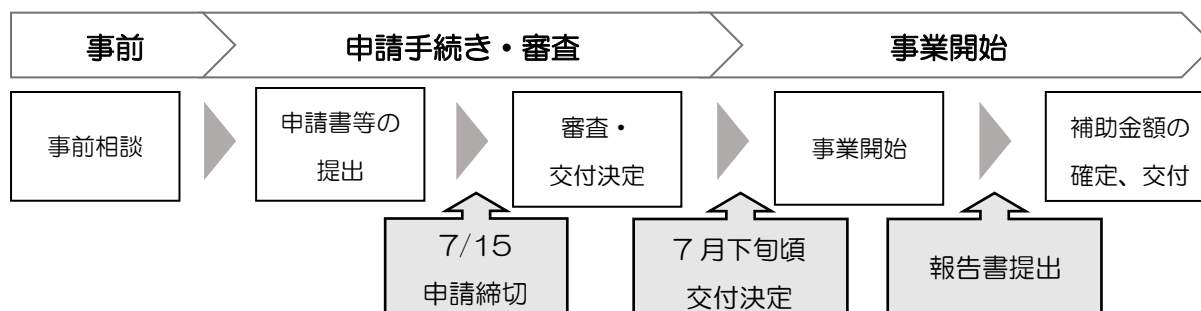 事前
申請手続き・審査
事業開始
事前相談
申請書等の
提出
審査・
交付決定
事業開始
補助金額の
確定、交付
7/15
申請締切
７月下旬頃
交付決定
報告書提出